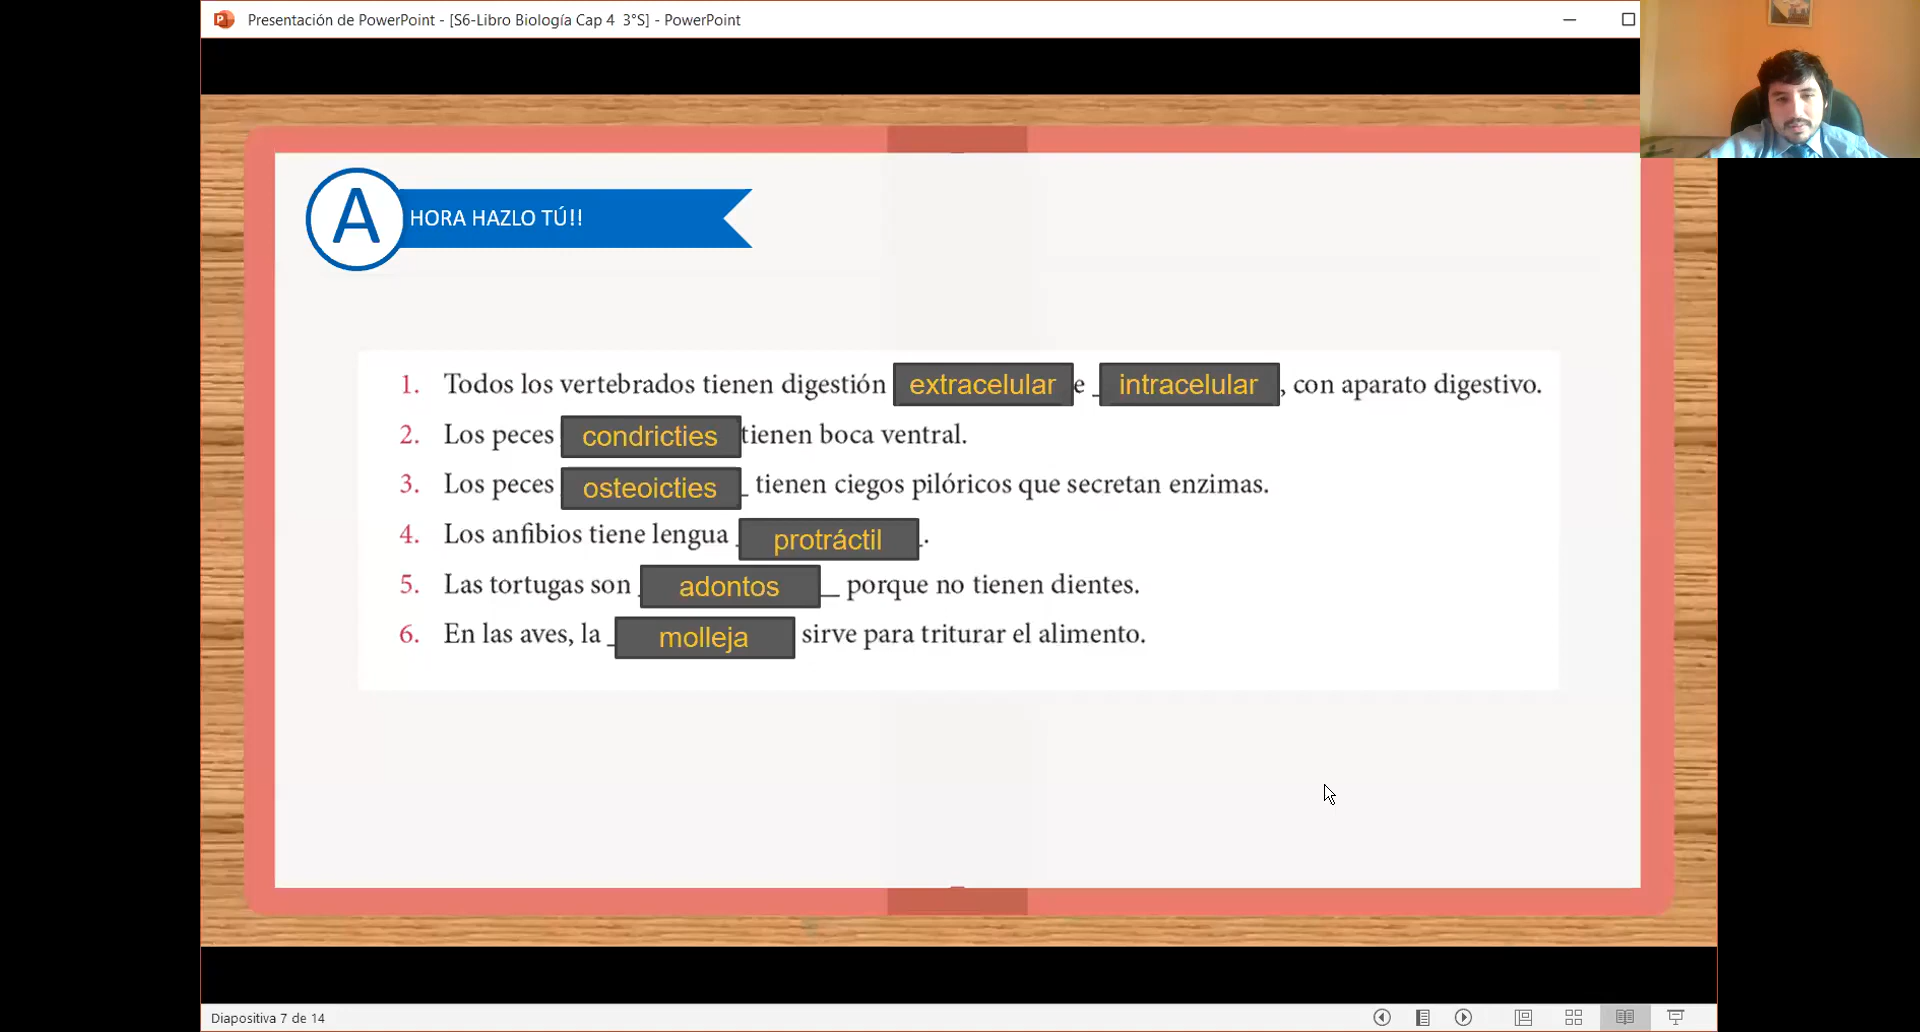 Presentación de PowerPoint - [S6-Libro Biología Cap 4 3°S] - PowerPoint
AHORA HAZLO TÚ!!
1. Todos los vertebrados tienen digestión extracelular e _ intracelular, con aparato digestivo.
2. Los peces condricties tienen boca ventral.
3. Los peces osteoicties _ tienen ciegos pilóricos que secretan enzimas.
4. Los anfibios tiene lengua protráctil.
5. Las tortugas son adontos _ porque no tienen dientes.
6. En las aves, la _ molleja sirve para triturar el alimento.
Diapositiva 7 de 14